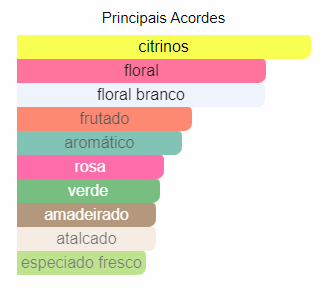 Principais Acordes
citrinos
floral
floral branco
frutado
aromático
rosa
verde
amadeirado
atalcado
especiado fresco